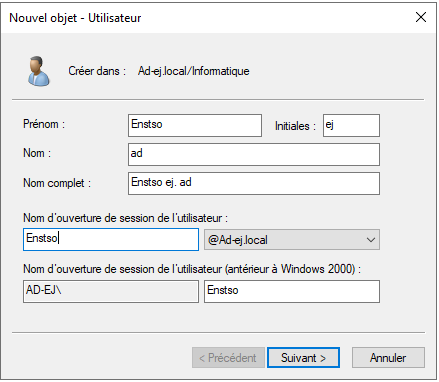 Nouvel objet - Utilisateur
Créer dans : Ad-ej.local/Informatique
Prénom : Enstso Initiales : ej
Nom : ad
Nom complet : Enstso ej. ad
Nom d'ouverture de session de l'utilisateur :
Enstso @Ad-ej.local
Nom d'ouverture de session de l'utilisateur (antérieur à Windows 2000) :
AD-EJ\ Enstso
< Précédent Suivant > Annuler